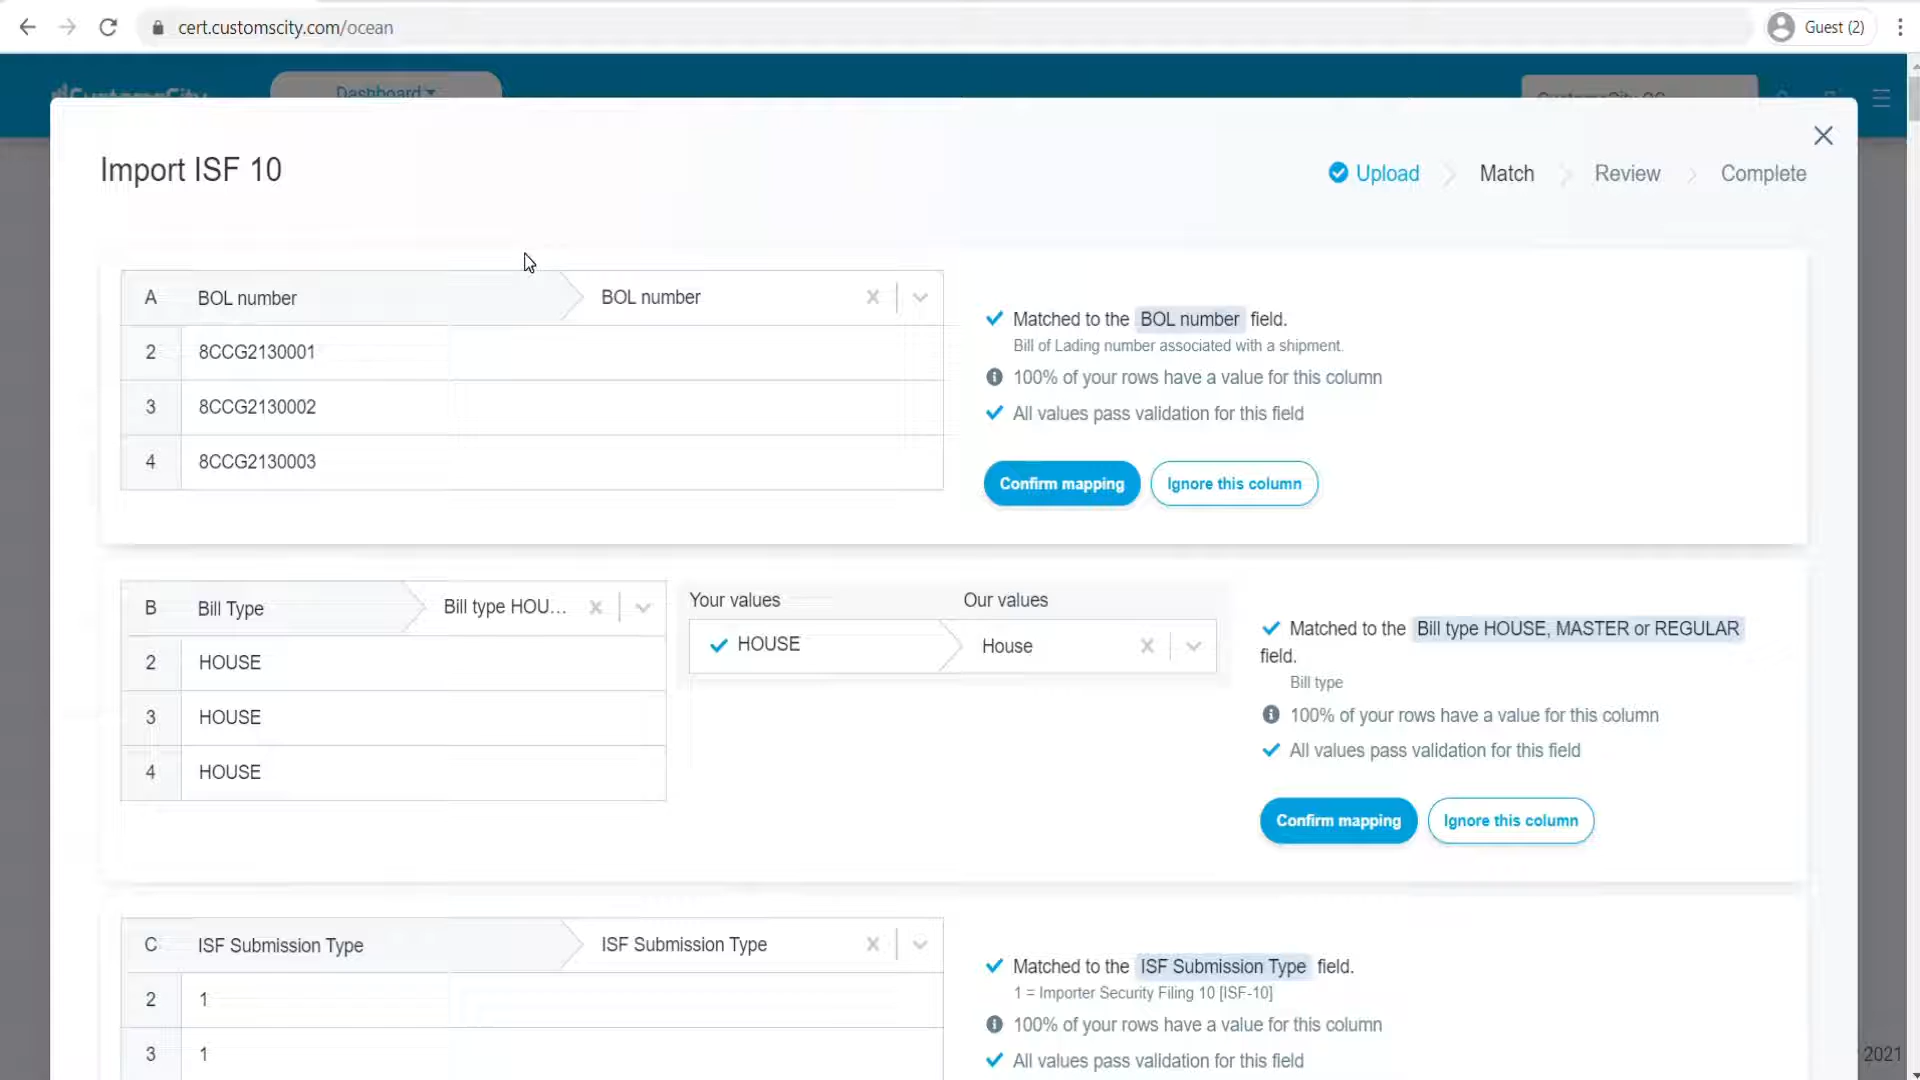 cert.customscity.com/ocean
Guest (2)
CustomsCity
Dashboard
Import ISF 10
Upload
Match
Review
Complete
A BOL number BOL number
2 8CCG2130001
3 8CCG2130002
4 8CCG2130003
Matched to the BOL number field.
Bill of Lading number associated with a shipment.
100% of your rows have a value for this column
All values pass validation for this field
Confirm mapping
Ignore this column
B Bill Type Bill type HOU...
2 HOUSE
3 HOUSE
4 HOUSE
Your values Our values
HOUSE House
Matched to the Bill type HOUSE, MASTER or REGULAR
field.
Bill type
100% of your rows have a value for this column
All values pass validation for this field
Confirm mapping
Ignore this column
C ISF Submission Type ISF Submission Type
2 1
3 1
Matched to the ISF Submission Type field.
1 = Importer Security Filing 10 [ISF-10]
100% of your rows have a value for this column
All values pass validation for this field
2021